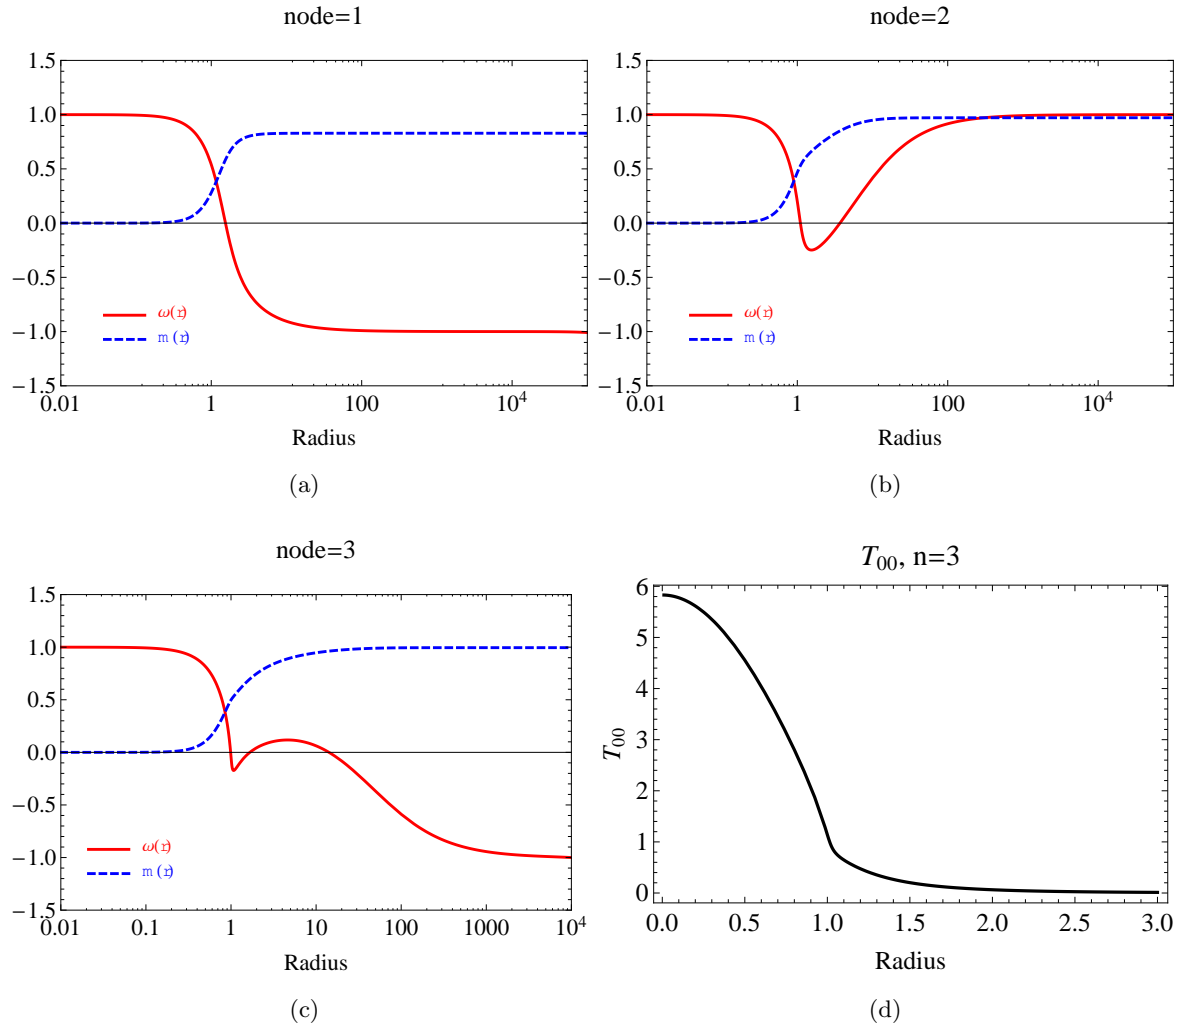 node=1
1.5
1.0
0.5
0.0
−0.5
−1.0
−1.5
ω(r)
m (r)
0.01 1 100 10⁴
Radius
(a)
node=2
1.5
1.0
0.5
0.0
−0.5
−1.0
−1.5
ω(r)
m (r)
0.01 1 100 10⁴
Radius
(b)
node=3
1.5
1.0
0.5
0.0
−0.5
−1.0
−1.5
ω(r)
m (r)
0.01 0.1 1 10 100 1000 10⁴
Radius
(c)
T₀₀, n=3
6
5
4
3
2
1
0
T₀₀
0.0 0.5 1.0 1.5 2.0 2.5 3.0
Radius
(d)